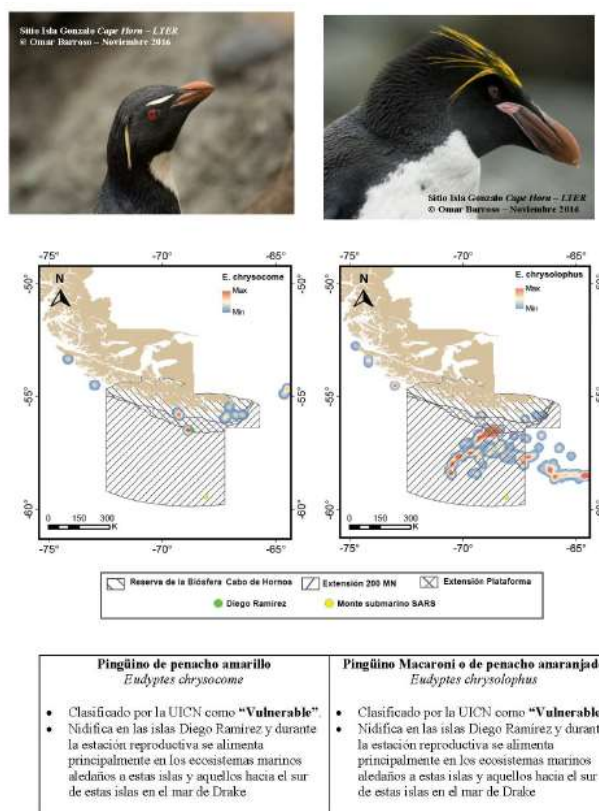 Sitio Isla Gonzalo Cape Horn – LTER
© Omar Barroso – Noviembre 2016
Sitio Isla Gonzalo Cape Horn – LTER
© Omar Barroso – Noviembre 2016
-75° -70° -65°
-75° -70° -65°
N
E. chrysocome
Max
Min
-50°
-55°
-60°
0 150 300
K
N
E. chrysolophus
Max
Min
-50°
-55°
-60°
0 150 300
K
-75° -70° -65°
-75° -70° -65°
Reserva de la Biósfera Cabo de Hornos Extensión 200 MN Extensión Plataforma
Diego Ramírez Monte submarino SARS
Pingüino de penacho amarillo
Eudyptes chrysocome
• Clasificado por la UICN como "Vulnerable".
• Nidifica en las islas Diego Ramírez y durante
la estación reproductiva se alimenta
principalmente en los ecosistemas marinos
aledaños a estas islas y aquellos hacia el sur
de estas islas en el mar de Drake
Pingüino Macaroni o de penacho anaranjado
Eudyptes chrysolophus
• Clasificado por la UICN como "Vulnerable
• Nidifica en las islas Diego Ramírez y durant
la estación reproductiva se alimenta
principalmente en los ecosistemas marinos
aledaños a estas islas y aquellos hacia el sur
de estas islas en el mar de Drake